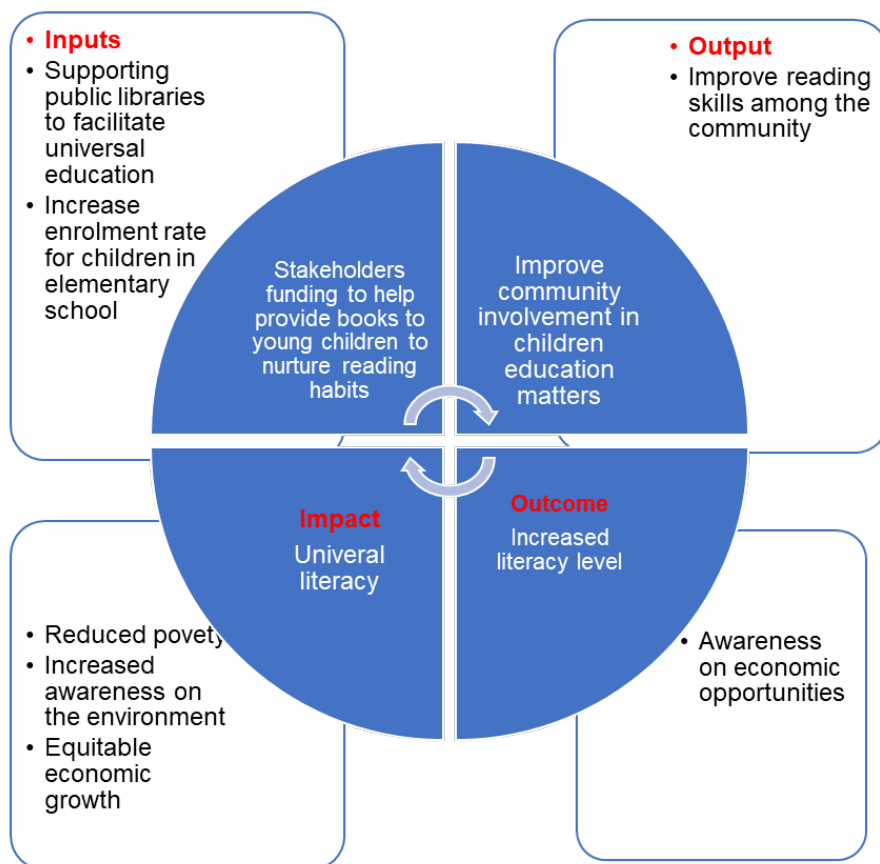 • Inputs
• Supporting
public libraries
to facilitate
universal
education
• Increase
enrolment rate
for children in
elementary
school
Stakeholders
funding to help
provide books to
young children to
nurture reading
habits
• Output
• Improve reading
skills among the
community
Improve
community
involvement in
children
education
matters
Impact
Univeral
literacy
• Reduced povety
• Increased
awareness on
the environment
• Equitable
economic
growth
Outcome
Increased
literacy level
• Awareness
on economic
opportunities